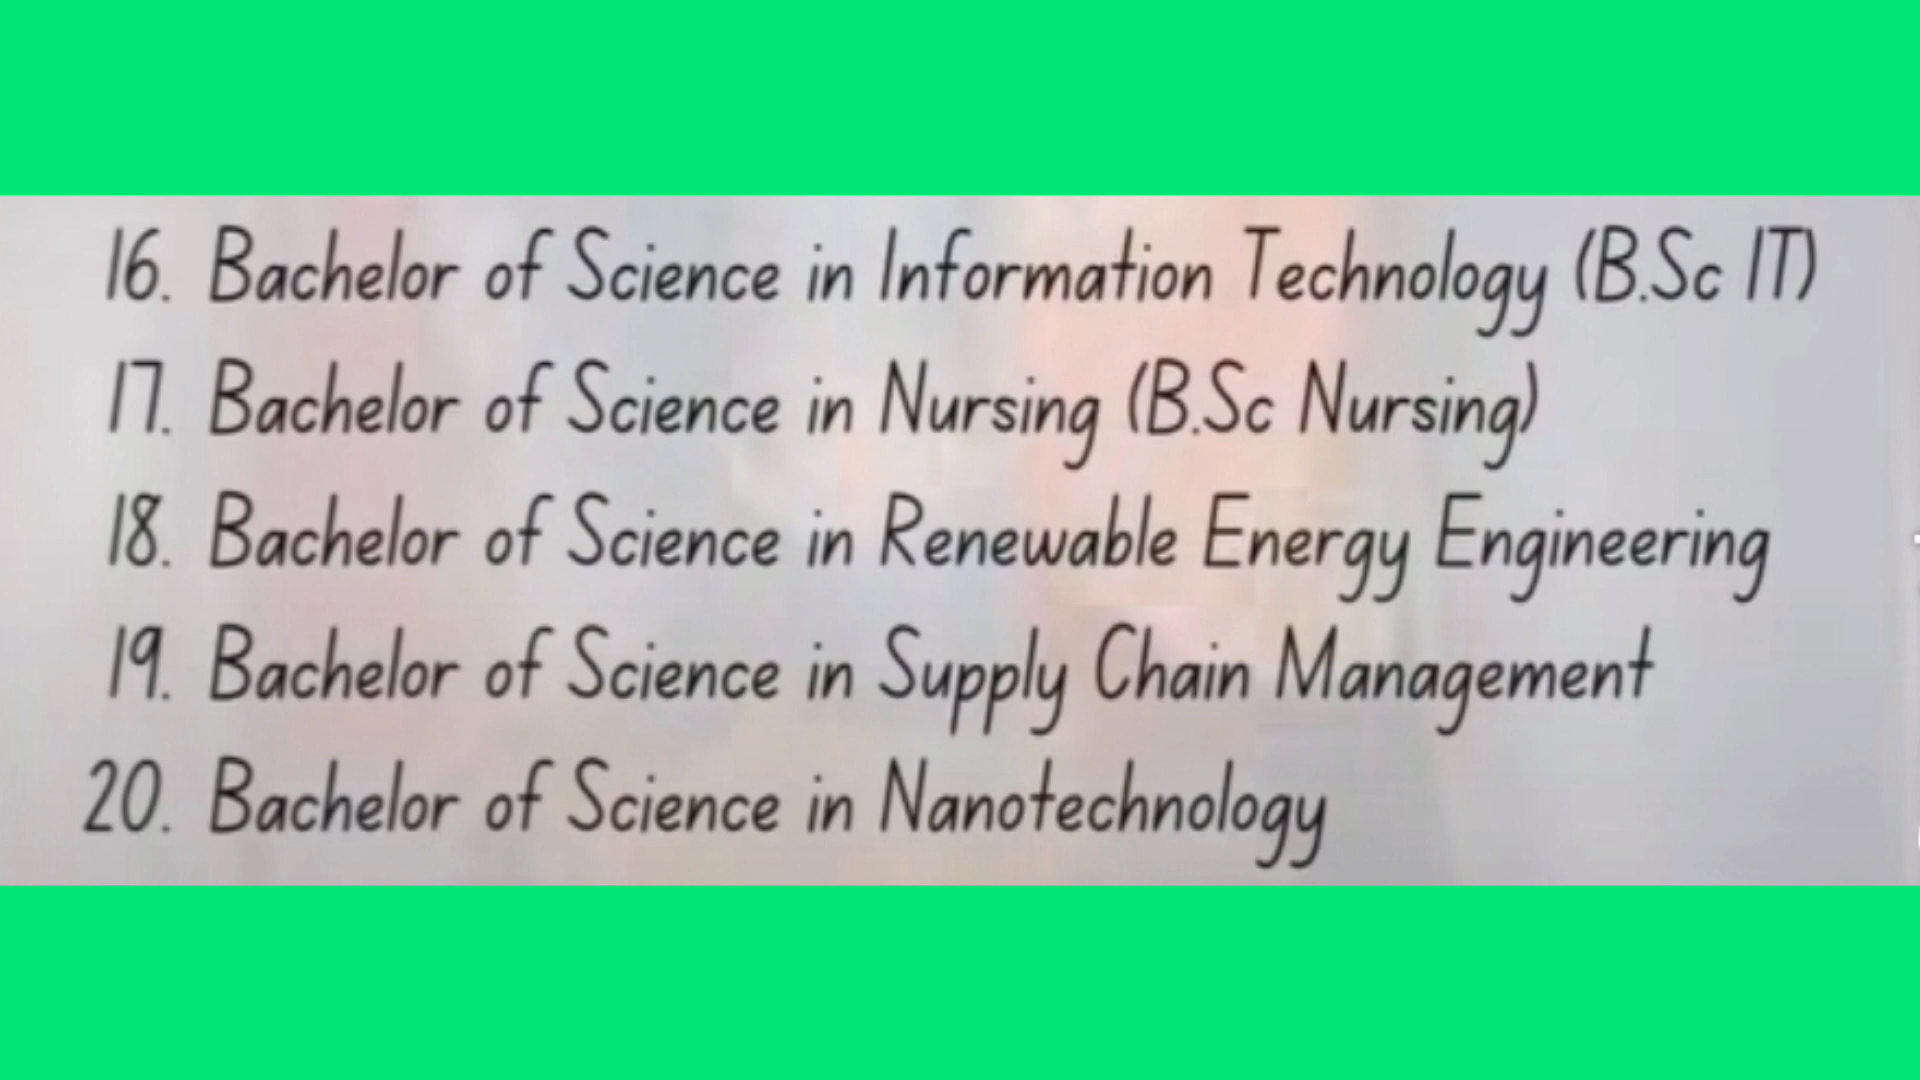 16. Bachelor of Science in Information Technology (B.Sc IT)
17. Bachelor of Science in Nursing (B.Sc Nursing)
18. Bachelor of Science in Renewable Energy Engineering
19. Bachelor of Science in Supply Chain Management
20. Bachelor of Science in Nanotechnology